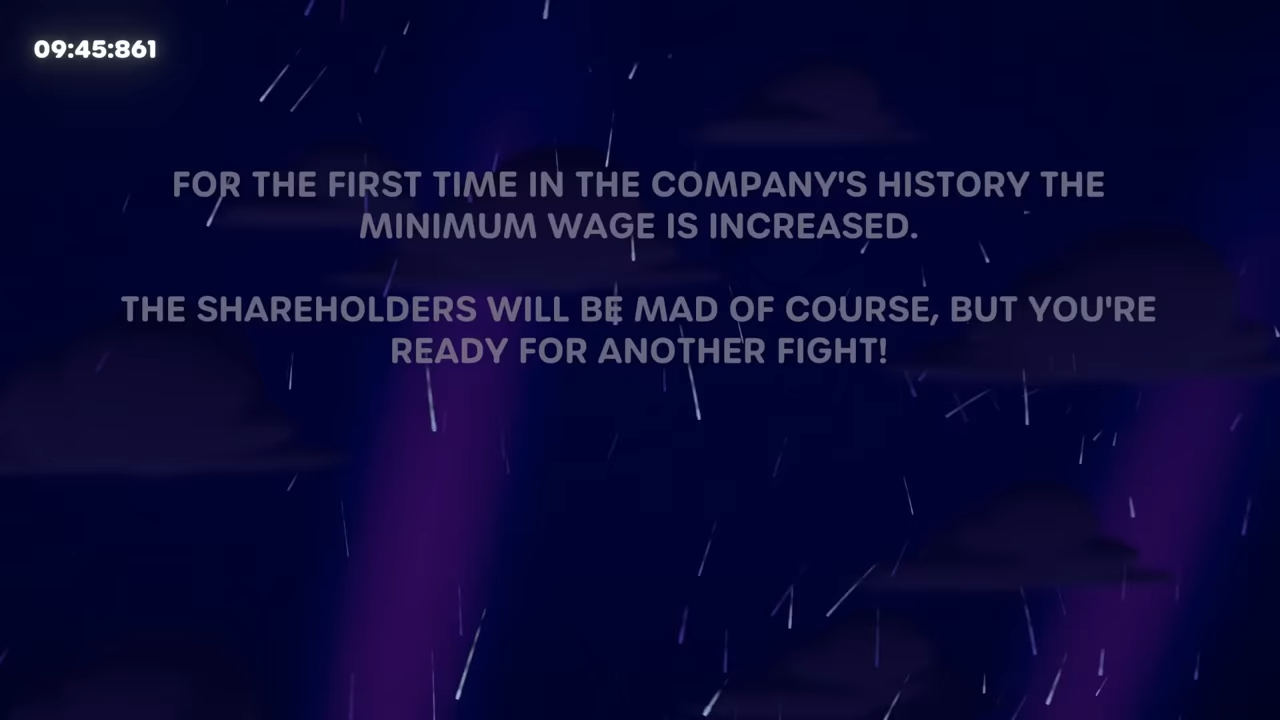 09:45:861
FOR THE FIRST TIME IN THE COMPANY'S HISTORY THE
MINIMUM WAGE IS INCREASED.
THE SHAREHOLDERS WILL BE MAD OF COURSE, BUT YOU'RE
READY FOR ANOTHER FIGHT!